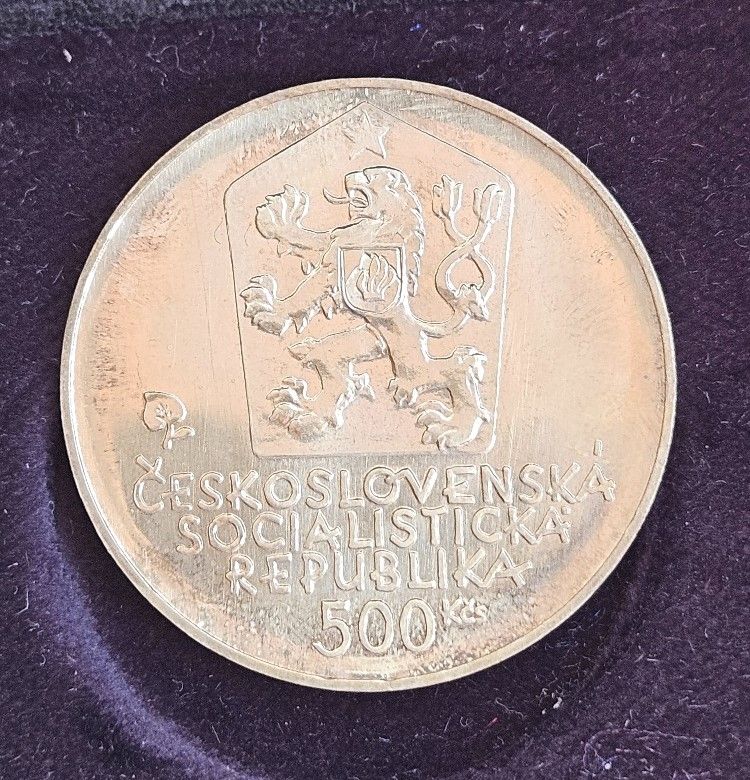 ČESKOSLOVENSKÁ
SOCIALISTICKÁ
REPUBLIKA
500 Kčs